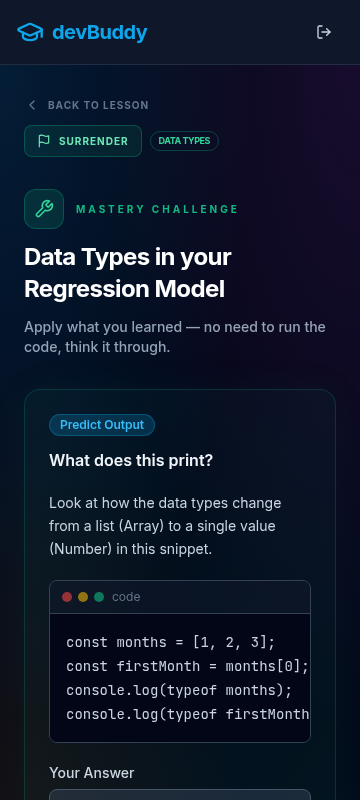 devBuddy
BACK TO LESSON
SURRENDER
DATA TYPES
MASTERY CHALLENGE
Data Types in your
Regression Model
Apply what you learned — no need to run the
code, think it through.
Predict Output
What does this print?
Look at how the data types change
from a list (Array) to a single value
(Number) in this snippet.
code
const months = [1, 2, 3];
const firstMonth = months[0];
console.log(typeof months);
console.log(typeof firstMonth
Your Answer